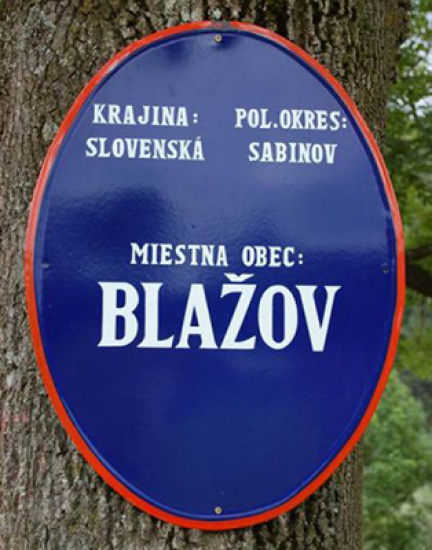 KRAJINA: POL.OKRES:
SLOVENSKÁ SABINOV
MIESTNA OBEC:
BLAŽOV